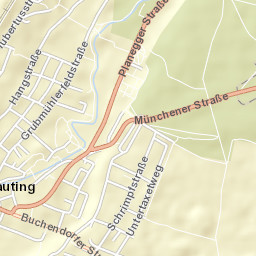 Hangstraße
Grubmühlerfeldstraße
Planegger Straße
Münchener Straße
Schrimpfstraße
Untertaxetweg
auting
Buchendorfer St